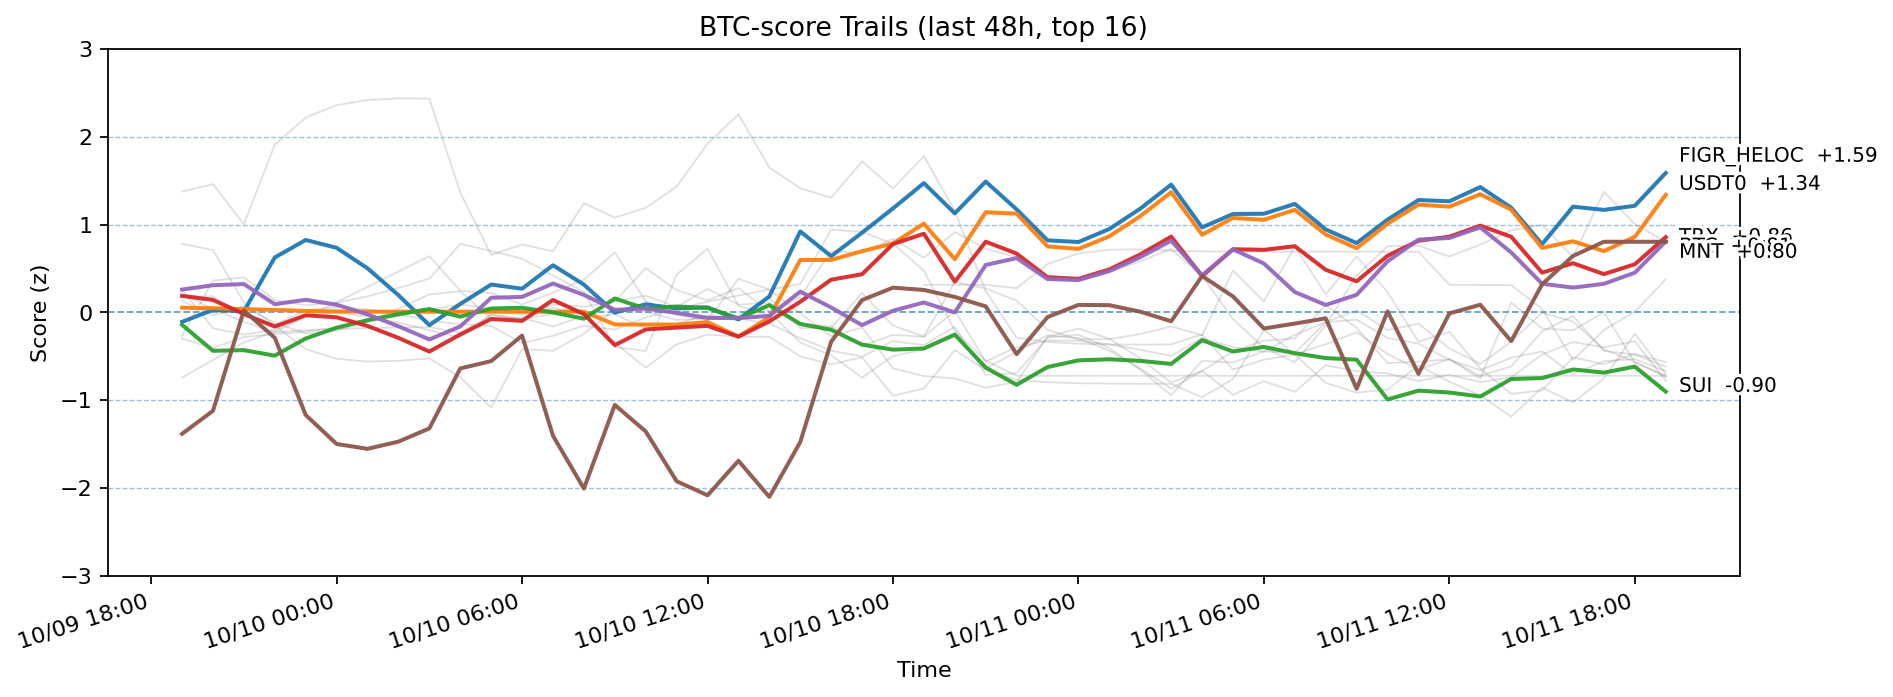 BTC-score Trails (last 48h, top 16)
3
2
1
0
−1
−2
−3
Score (z)
FIGR_HELOC +1.59
USDT0 +1.34
TRX +0.86
MNT +0.80
SUI -0.90
10/09 18:00
10/10 00:00
10/10 06:00
10/10 12:00
10/10 18:00
10/11 00:00
10/11 06:00
10/11 12:00
10/11 18:00
Time